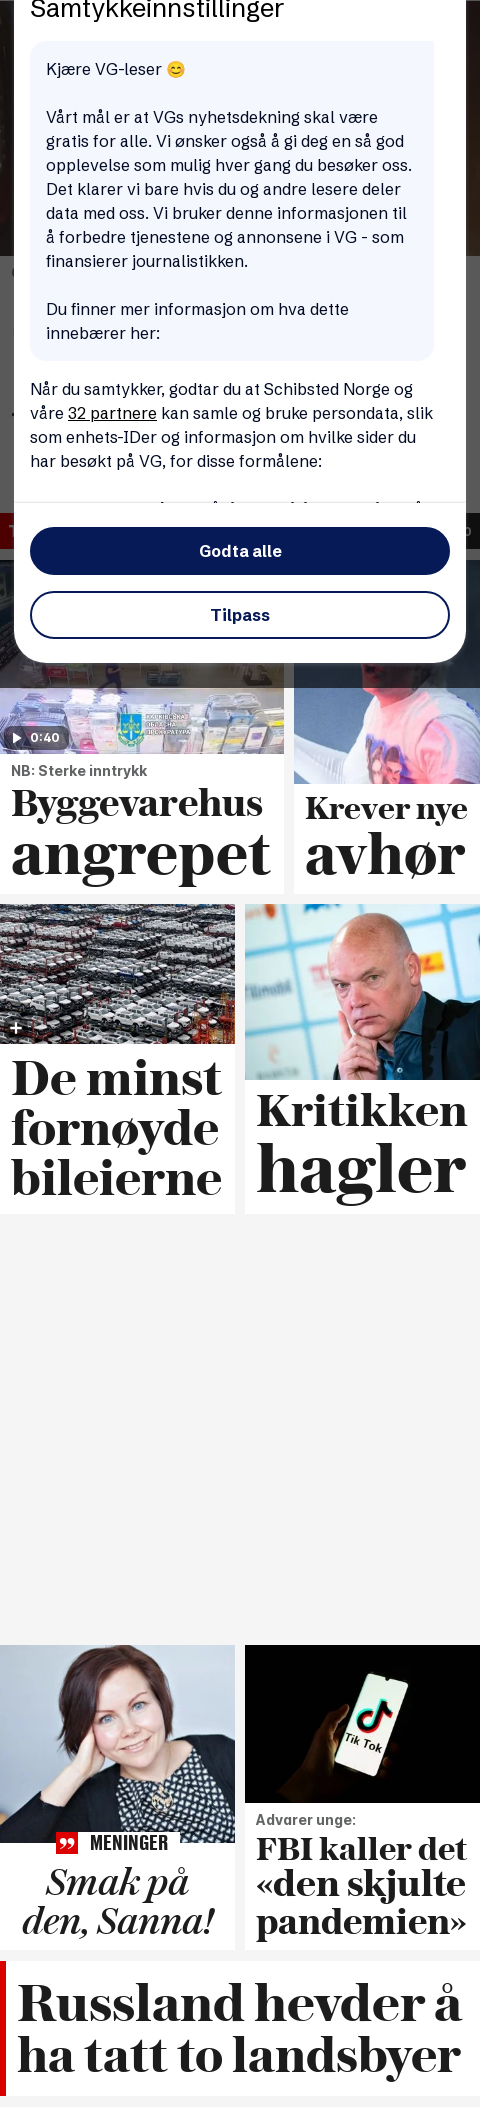 Samtykkeinnstillinger
Kjære VG-leser 😊
Vårt mål er at VGs nyhetsdekning skal være
gratis for alle. Vi ønsker også å gi deg en så god
opplevelse som mulig hver gang du besøker oss.
Det klarer vi bare hvis du og andre lesere deler
data med oss. Vi bruker denne informasjonen til
å forbedre tjenestene og annonsene i VG - som
finansierer journalistikken.
Du finner mer informasjon om hva dette
innebærer her:
Når du samtykker, godtar du at Schibsted Norge og
våre 32 partnere kan samle og bruke persondata, slik
som enhets-IDer og informasjon om hvilke sider du
har besøkt på VG, for disse formålene:
Godta alle
Tilpass
0:40
NB: Sterke inntrykk
Byggevarehus
angrepet
Krever nye
avhør
De minst
fornøyde
bileierne
Kritikken
hagler
MENINGER
Smak på
den, Sanna!
Tik Tok
Advarer unge:
FBI kaller det
«den skjulte
pandemien»
Russland hevder å
ha tatt to landsbyer